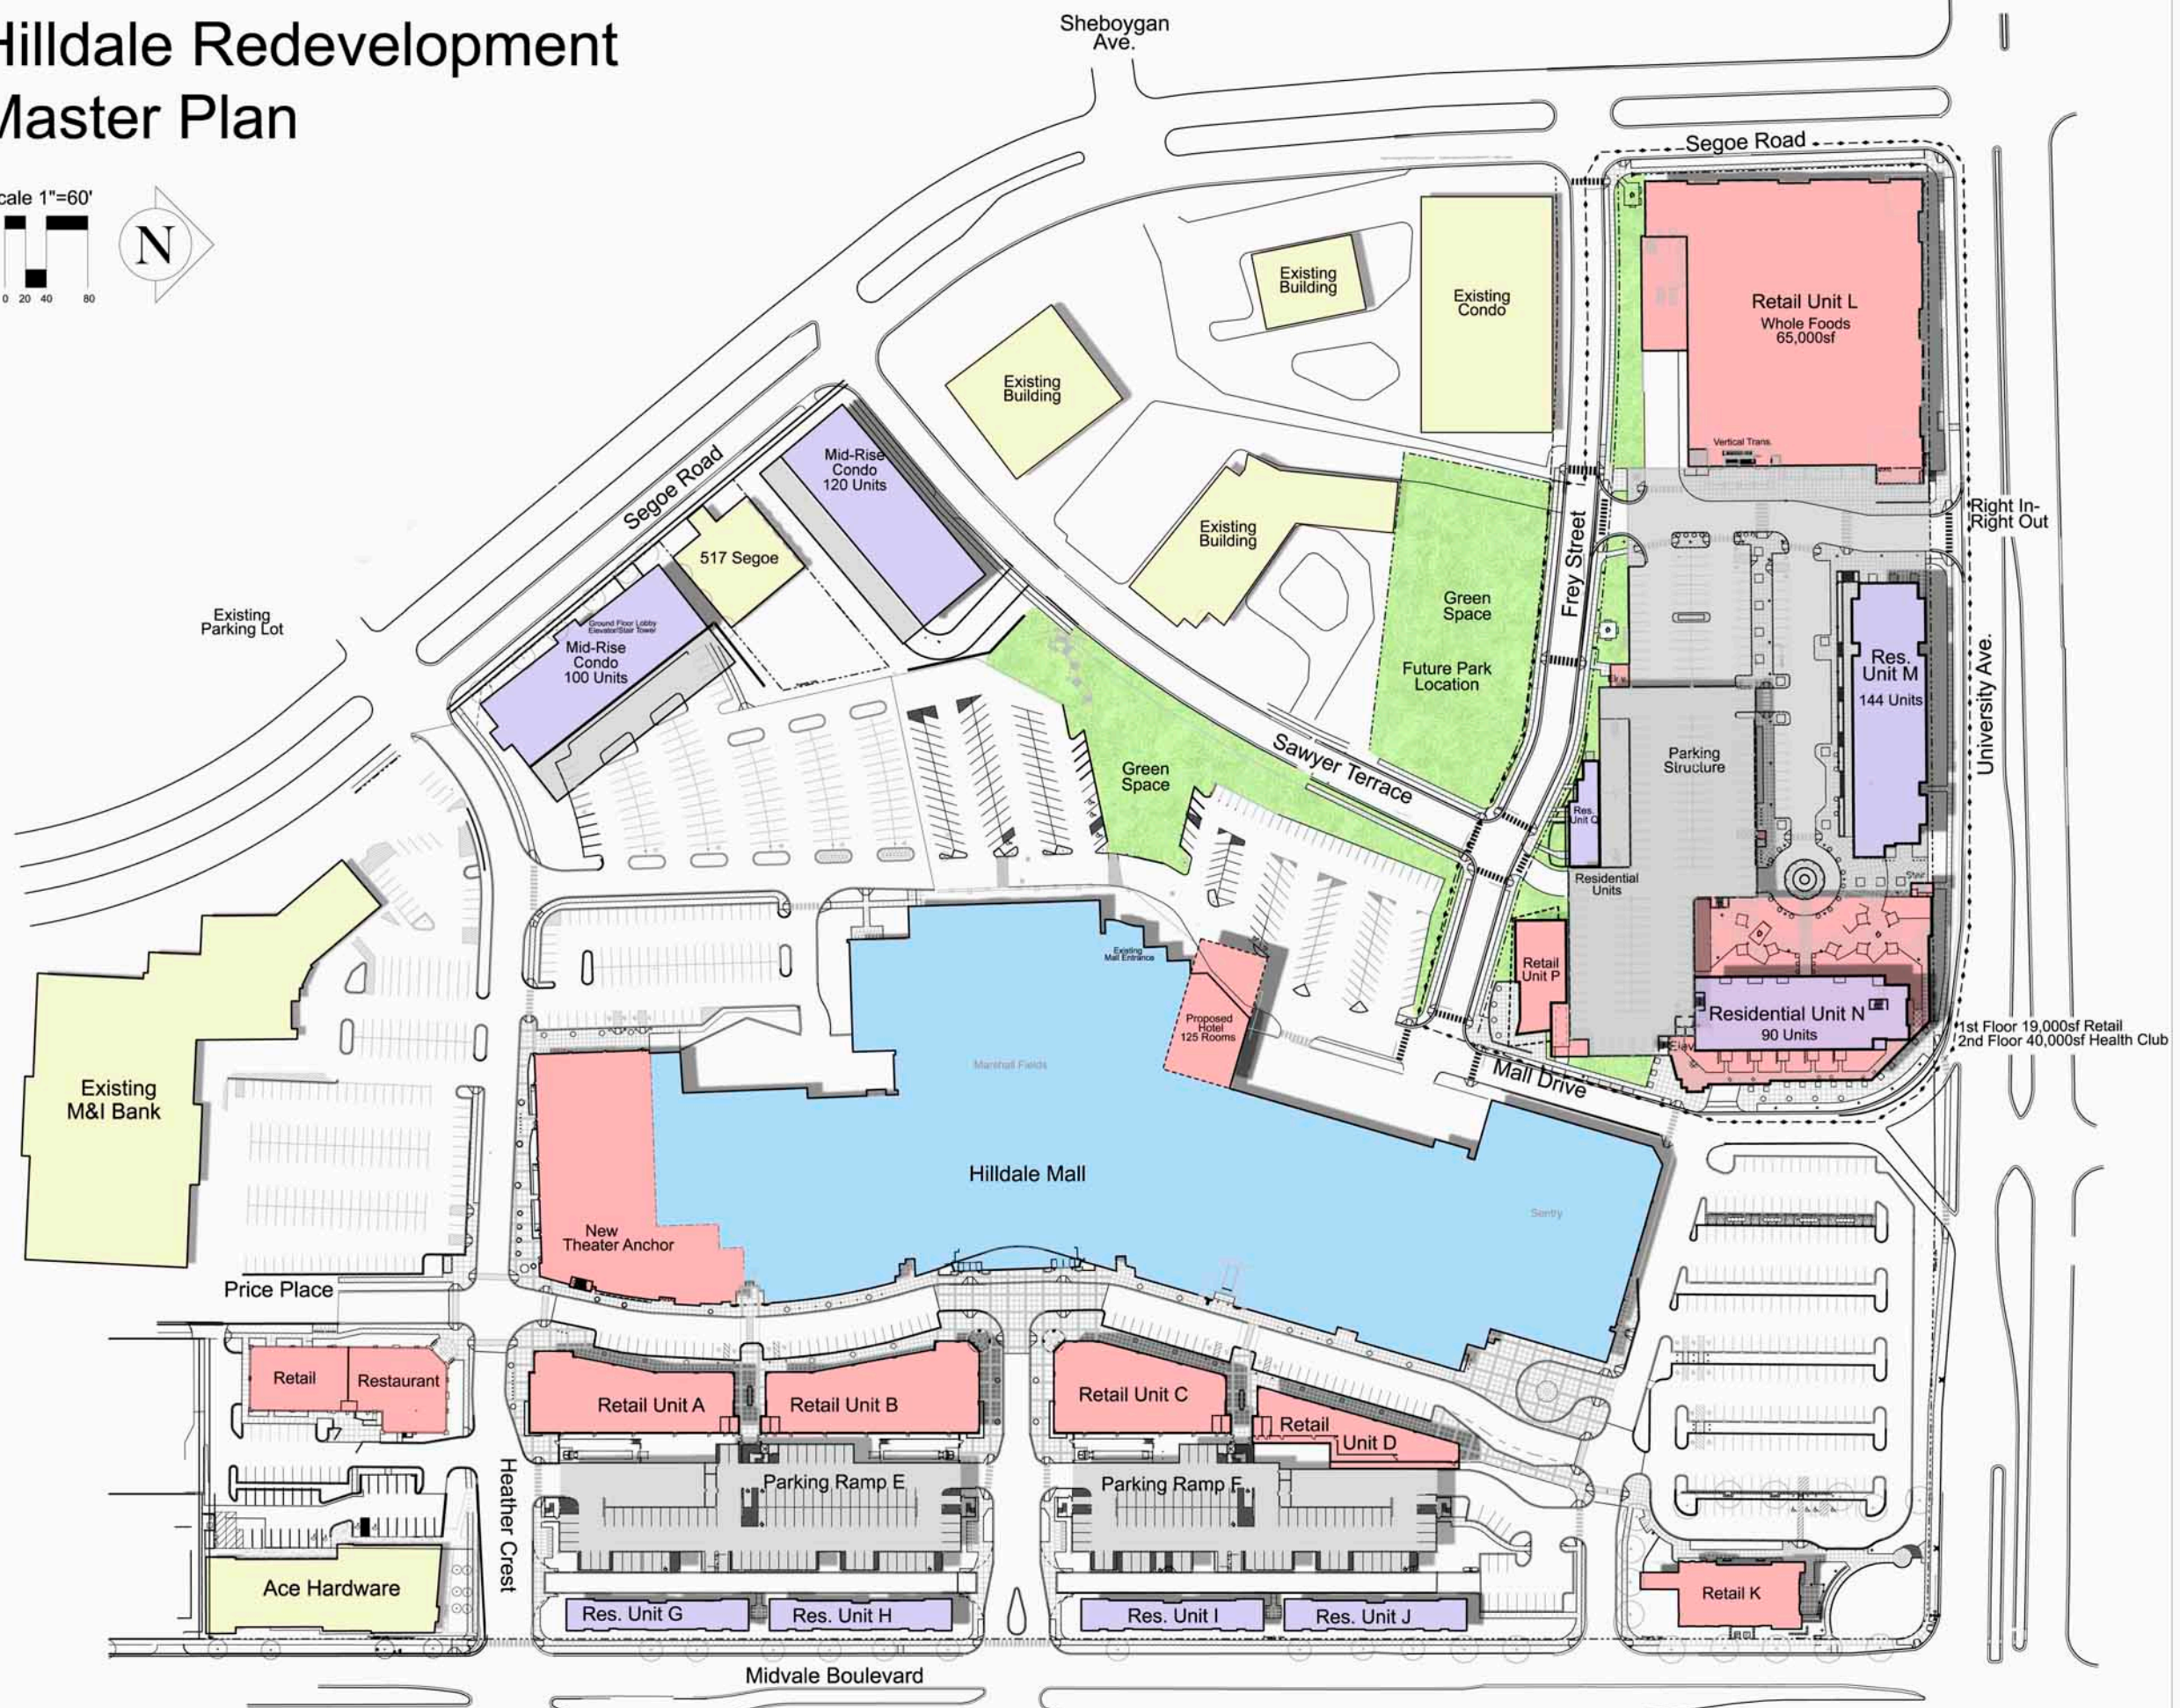 Hilldale Redevelopment
Master Plan
Scale 1"=60'
0 20 40 80
N
Sheboygan
Ave.
Segoe Road
Existing
Building
Existing
Condo
Retail Unit L
Whole Foods
65,000sf
Vertical Trans.
Existing
Building
Mid-Rise
Condo
120 Units
Segoe Road
517 Segoe
Existing
Building
Green
Space
Future Park
Location
Frey Street
Right In-
Right Out
Existing
Parking Lot
Ground Floor Lobby
Elevator/Stair Tower
Mid-Rise
Condo
100 Units
Res.
Unit M
144 Units
University Ave.
Parking
Structure
Sawyer Terrace
Green
Space
Res.
Unit Q
Residential
Units
Existing
Mall Entrance
Retail
Unit P
Proposed
Hotel
125 Rooms
Residential Unit N
90 Units
Elev
1st Floor 19,000sf Retail
2nd Floor 40,000sf Health Club
Marshall Fields
Mall Drive
Existing
M&I Bank
Hilldale Mall
Sentry
New
Theater Anchor
Price Place
Retail
Restaurant
Retail Unit A
Retail Unit B
Retail Unit C
Retail
Unit D
Heather Crest
Parking Ramp E
Parking Ramp F
Ace Hardware
Res. Unit G
Res. Unit H
Res. Unit I
Res. Unit J
Retail K
Midvale Boulevard